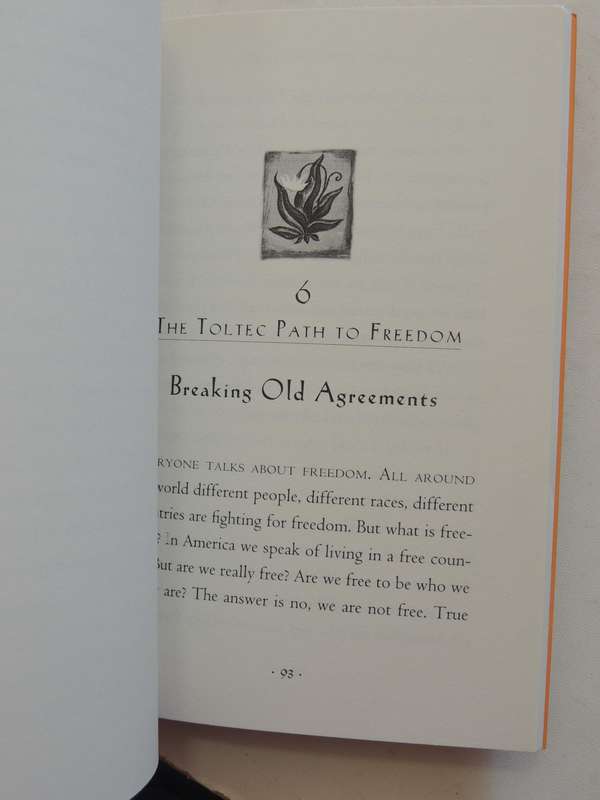 6
The Toltec Path to Freedom
Breaking Old Agreements
ryone talks about freedom. All around
world different people, different races, different
tries are fighting for freedom. But what is free-
? In America we speak of living in a free coun-
But are we really free? Are we free to be who we
are? The answer is no, we are not free. True
· 93 ·